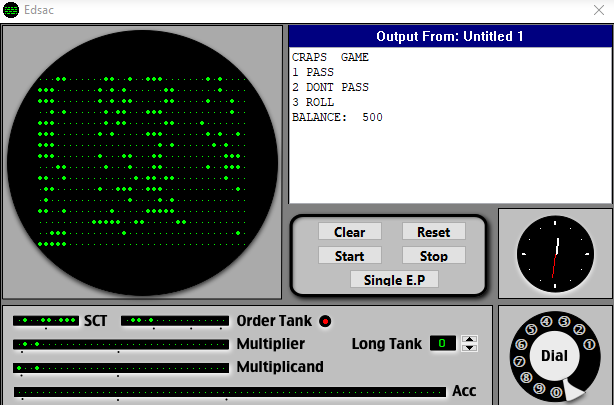 Edsac
Output From: Untitled 1
CRAPS  GAME
1 PASS
2 DONT PASS
3 ROLL
BALANCE:  500
Clear
Reset
Start
Stop
Single E.P
SCT
Order Tank
Multiplier
Long Tank
0
Multiplicand
Acc
Dial
1
2
3
4
5
6
7
8
9
0